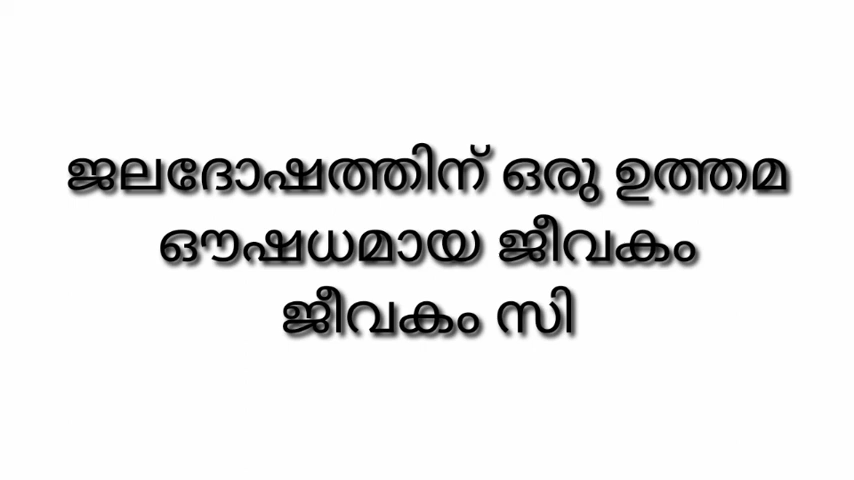 ജലദോഷത്തിന് ഒരു ഉത്തമ
ഔഷധമായ ജീവകം
ജീവകം സി